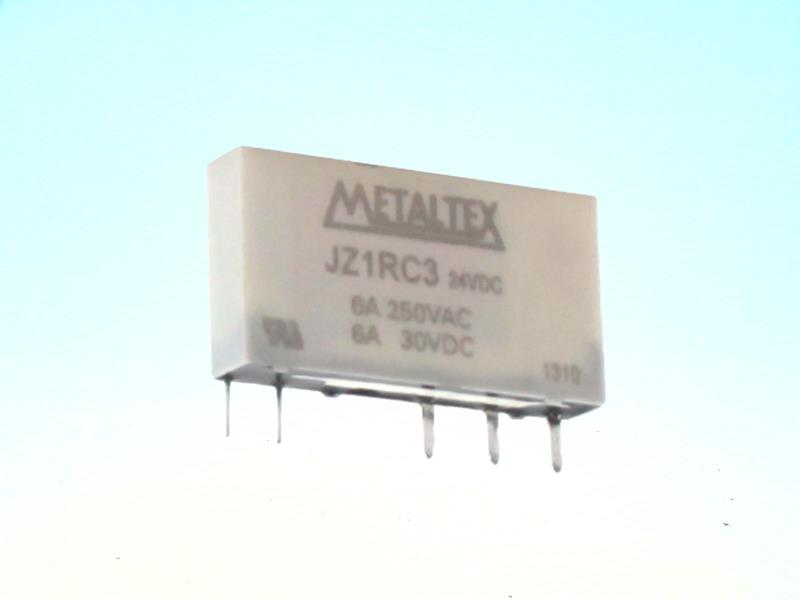 METALTEX
JZ1RC3 24VDC
6A 250VAC
6A 30VDC
1310